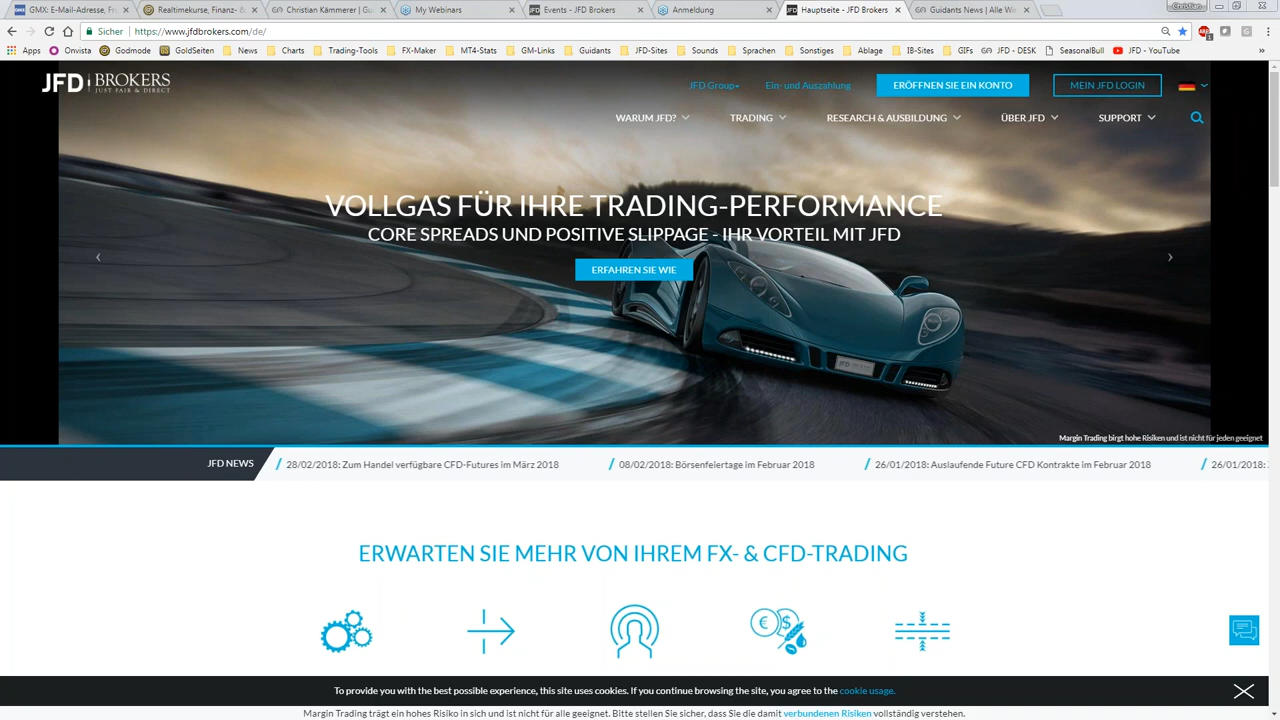 GMX: E-Mail-Adresse, Fr
Realtimekurse, Finanz- &
Christian Kämmerer | Gui
My Webinars
Events - JFD Brokers
Anmeldung
Hauptseite - JFD Brokers
Guidants News | Alle We
Christian
Sicher | https://www.jfdbrokers.com/de/
Apps Onvista Godmode GoldSeiten News Charts Trading-Tools FX-Maker MT4-Stats GM-Links Guidants JFD-Sites Sounds Sprachen Sonstiges Ablage IB-Sites GIFs JFD - DESK SeasonalBull JFD - YouTube »
JFD BROKERS
JUST FAIR & DIRECT
JFD Group
Ein- und Auszahlung
ERÖFFNEN SIE EIN KONTO
MEIN JFD LOGIN
WARUM JFD?
TRADING
RESEARCH & AUSBILDUNG
ÜBER JFD
SUPPORT
VOLLGAS FÜR IHRE TRADING-PERFORMANCE
CORE SPREADS UND POSITIVE SLIPPAGE - IHR VORTEIL MIT JFD
ERFAHREN SIE WIE
Margin Trading birgt hohe Risiken und ist nicht für jeden geeignet
JFD NEWS
28/02/2018: Zum Handel verfügbare CFD-Futures im März 2018
08/02/2018: Börsenfeiertage im Februar 2018
26/01/2018: Auslaufende Future CFD Kontrakte im Februar 2018
26/01/2018:
ERWARTEN SIE MEHR VON IHREM FX- & CFD-TRADING
To provide you with the best possible experience, this site uses cookies. If you continue browsing the site, you agree to the cookie usage.
Margin Trading trägt ein hohes Risiko in sich und ist nicht für alle geeignet. Bitte stellen Sie sicher, dass Sie die damit verbundenen Risiken vollständig verstehen.